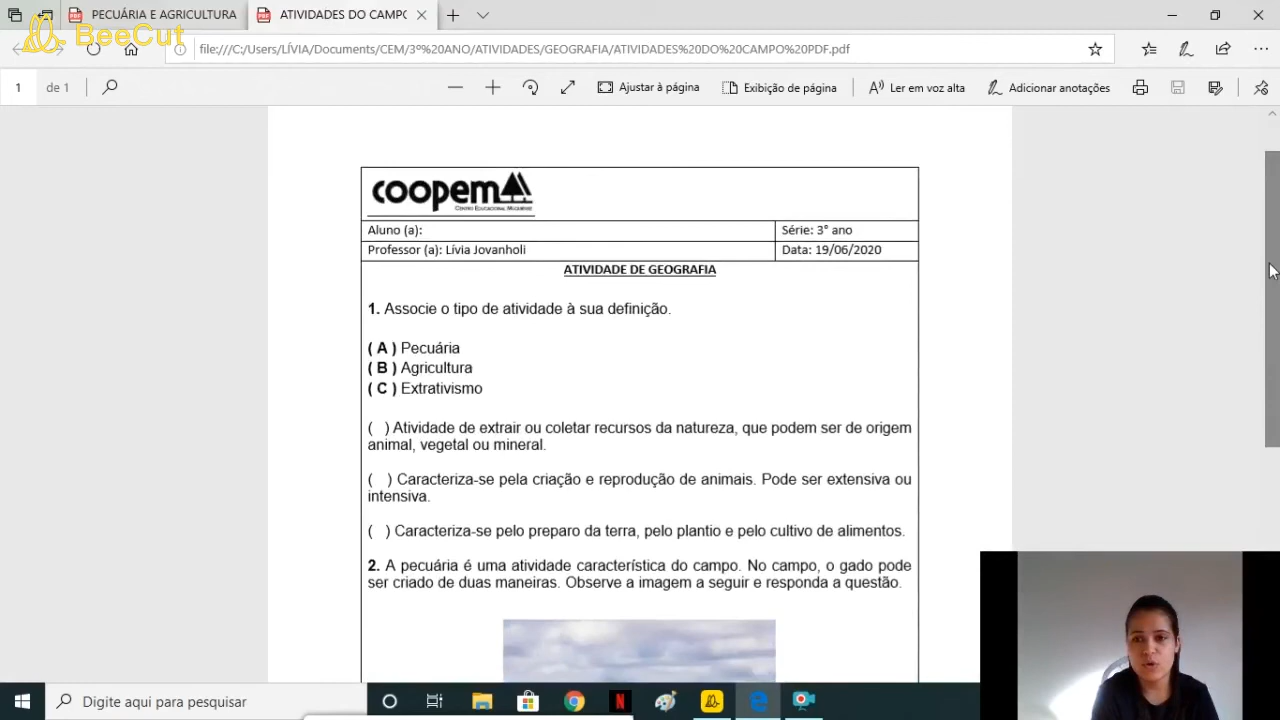 PECUÁRIA E AGRICULTURA
ATIVIDADES DO CAMPO
BeeCut
file:///C:/Users/LÍVIA/Documents/CEM/3º%20ANO/ATIVIDADES/GEOGRAFIA/ATIVIDADES%20DO%20CAMPO%20PDF.pdf
1 de 1
Ajustar à página
Exibição de página
Ler em voz alta
Adicionar anotações
coopem
CENTRO EDUCACIONAL MUQUIENSE
Aluno (a):
Série: 3° ano
Professor (a): Lívia Jovanholi
Data: 19/06/2020
ATIVIDADE DE GEOGRAFIA
1. Associe o tipo de atividade à sua definição.
( A ) Pecuária
( B ) Agricultura
( C ) Extrativismo
( ) Atividade de extrair ou coletar recursos da natureza, que podem ser de origem
animal, vegetal ou mineral.
( ) Caracteriza-se pela criação e reprodução de animais. Pode ser extensiva ou
intensiva.
( ) Caracteriza-se pelo preparo da terra, pelo plantio e pelo cultivo de alimentos.
2. A pecuária é uma atividade característica do campo. No campo, o gado pode
ser criado de duas maneiras. Observe a imagem a seguir e responda a questão.
Digite aqui para pesquisar